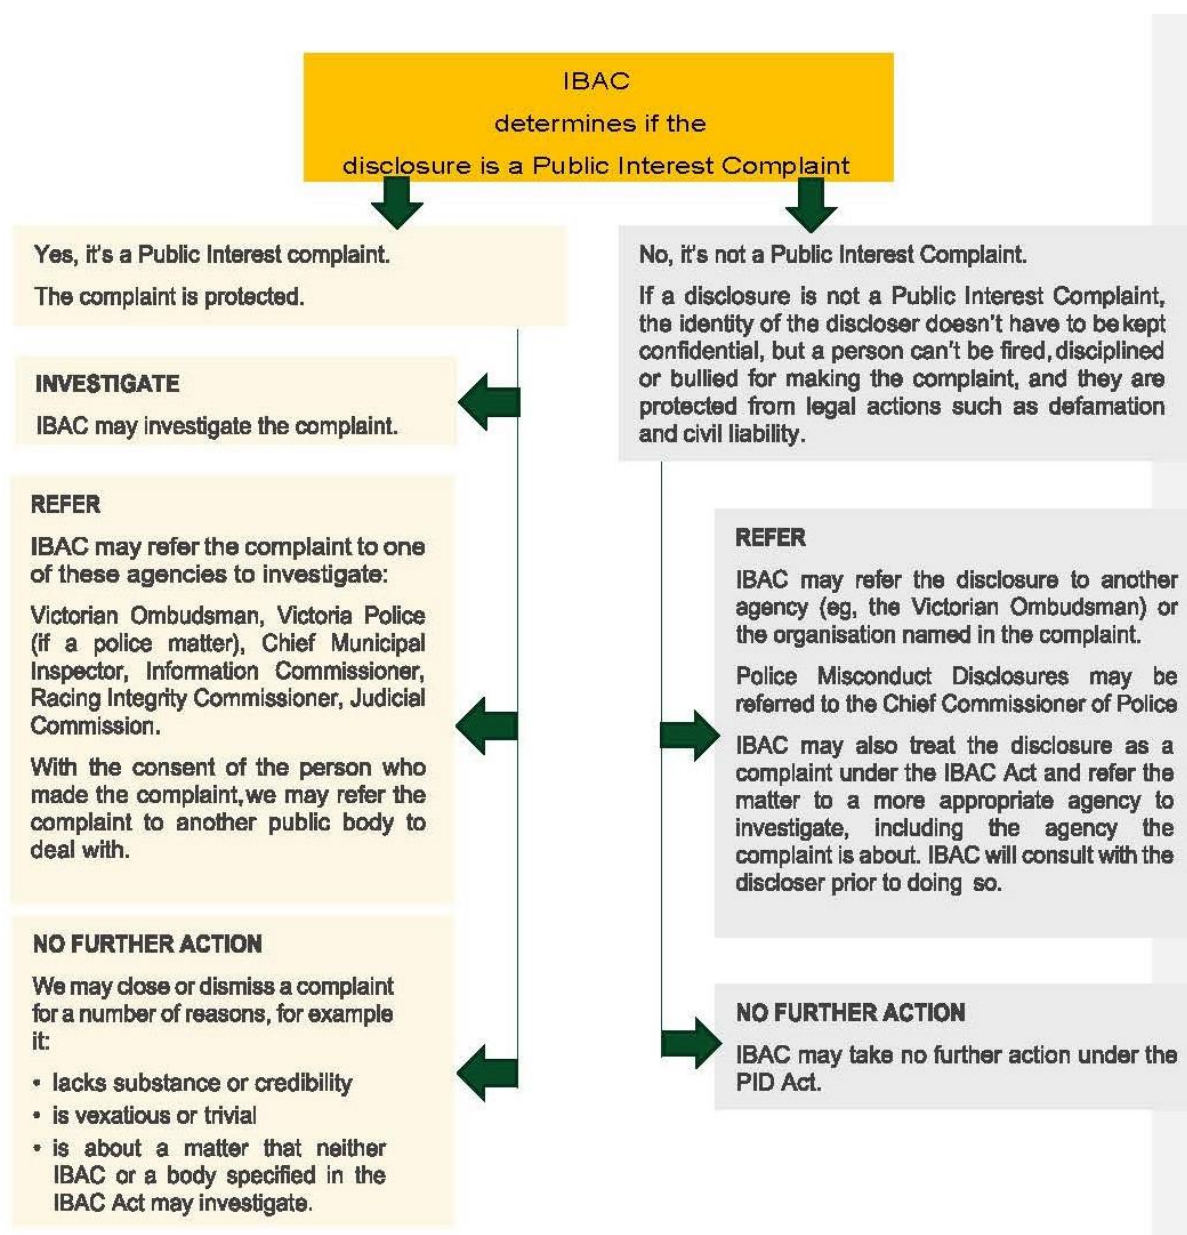 IBAC
determines if the
disclosure is a Public Interest Complaint
Yes, it's a Public Interest complaint.
The complaint is protected.
INVESTIGATE
IBAC may investigate the complaint.
REFER
IBAC may refer the complaint to one
of these agencies to investigate:
Victorian Ombudsman, Victoria Police
(if a police matter), Chief Municipal
Inspector, Information Commissioner,
Racing Integrity Commissioner, Judicial
Commission.
With the consent of the person who
made the complaint, we may refer the
complaint to another public body to
deal with.
NO FURTHER ACTION
We may close or dismiss a complaint
for a number of reasons, for example
it:
• lacks substance or credibility
• is vexatious or trivial
• is about a matter that neither
IBAC or a body specified in the
IBAC Act may investigate.
No, it's not a Public Interest Complaint.
If a disclosure is not a Public Interest Complaint,
the identity of the discloser doesn't have to be kept
confidential, but a person can't be fired, disciplined
or bullied for making the complaint, and they are
protected from legal actions such as defamation
and civil liability.
REFER
IBAC may refer the disclosure to another
agency (eg, the Victorian Ombudsman) or
the organisation named in the complaint.
Police Misconduct Disclosures may be
referred to the Chief Commissioner of Police
IBAC may also treat the disclosure as a
complaint under the IBAC Act and refer the
matter to a more appropriate agency to
investigate, including the agency the
complaint is about. IBAC will consult with the
discloser prior to doing so.
NO FURTHER ACTION
IBAC may take no further action under the
PID Act.